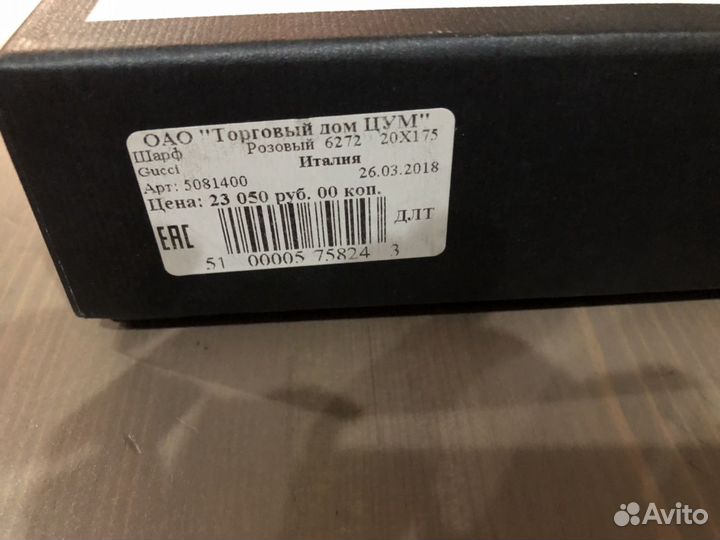 ОАО "Торговый дом ЦУМ"
Шарф Розовый 6272 20X175
Gucci Италия
Арт: 5081400 26.03.2018
Цена: 23 050 руб. 00 коп.
ДЛТ
EAC
51 00005 75824 3
Avito